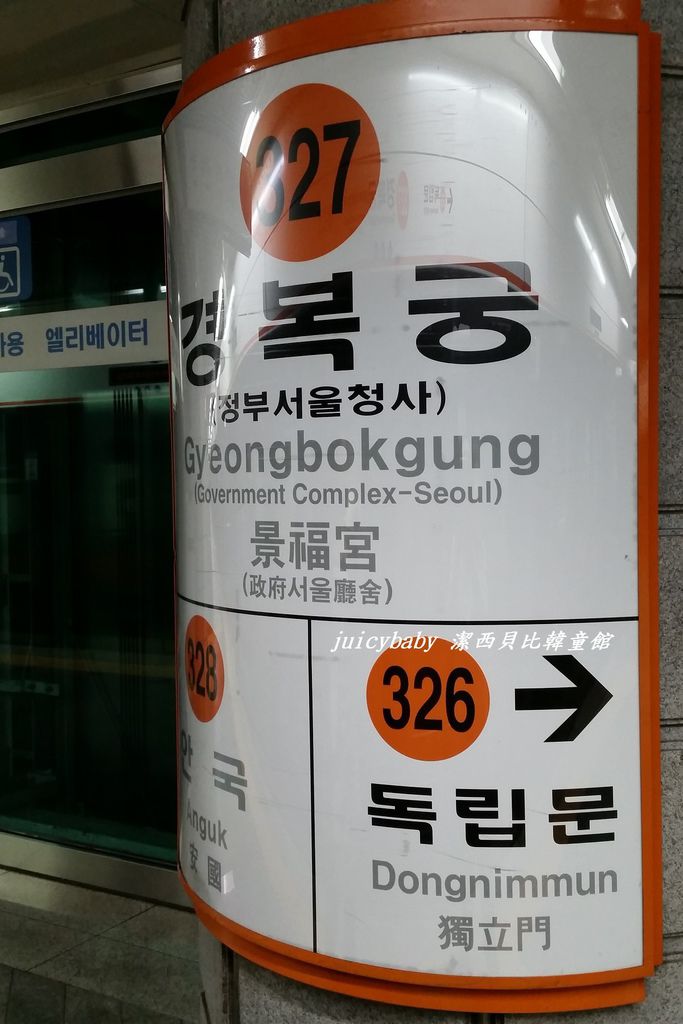 327
경복궁
(정부서울청사)
Gyeongbokgung
(Government Complex-Seoul)
景福宮
(政府서울廳舍)
엘리베이터
juicybaby 潔西貝比韓童館
328
안국
Anguk
安國
326
독립문
Dongnimmun
獨立門